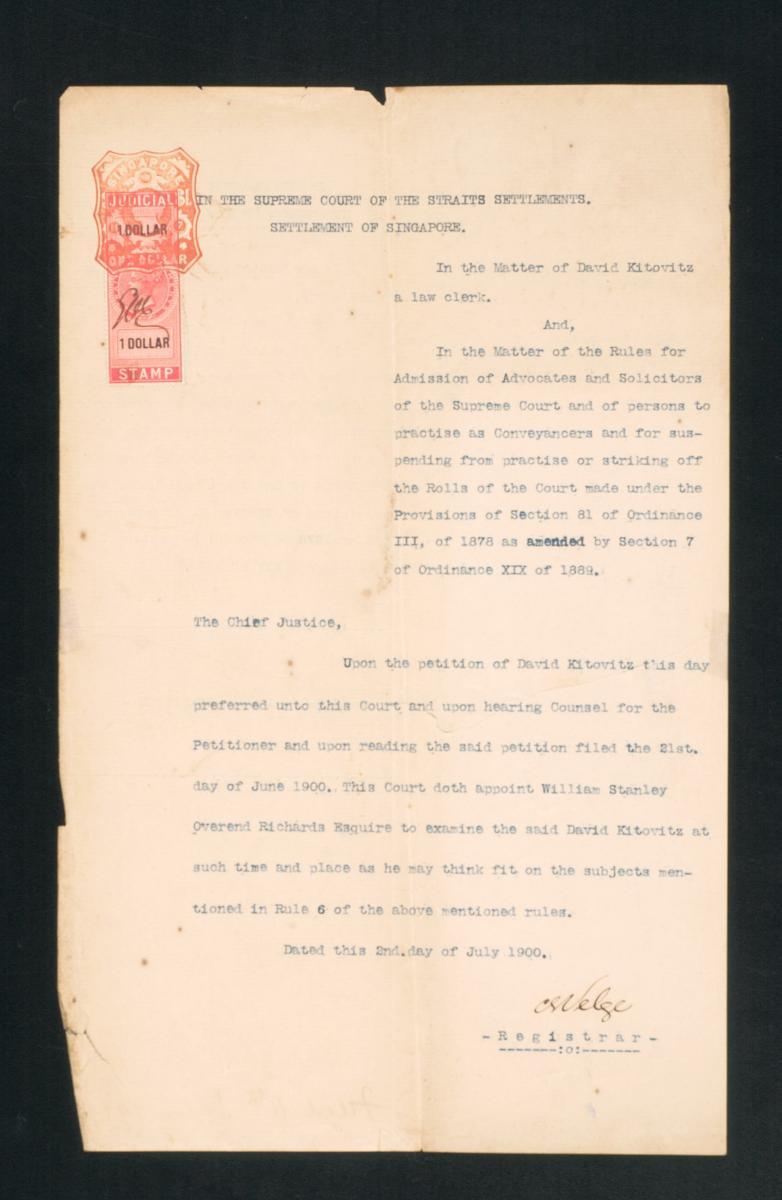 SINGAPORE
JUDICIAL
1 DOLLAR
ONE DOLLAR
1 DOLLAR
STAMP
IN THE SUPREME COURT OF THE STRAITS SETTLEMENTS.
SETTLEMENT OF SINGAPORE.
In the Matter of David Kitovitz
a law clerk.
And,
In the Matter of the Rules for
Admission of Advocates and Solicitors
of the Supreme Court and of persons to
practise as Conveyancers and for sus-
pending from practise or striking off
the Rolls of the Court made under the
Provisions of Section 81 of Ordinance
III, of 1878 as amended by Section 7
of Ordinance XIX of 1889.
The Chief Justice,
Upon the petition of David Kitovitz this day
preferred unto this Court and upon hearing Counsel for the
Petitioner and upon reading the said petition filed the 21st.
day of June 1900. This Court doth appoint William Stanley
Overend Richards Esquire to examine the said David Kitovitz at
such time and place as he may think fit on the subjects men-
tioned in Rule 6 of the above mentioned rules.
Dated this 2nd.day of July 1900.
-Registrar-
-------:o:-------